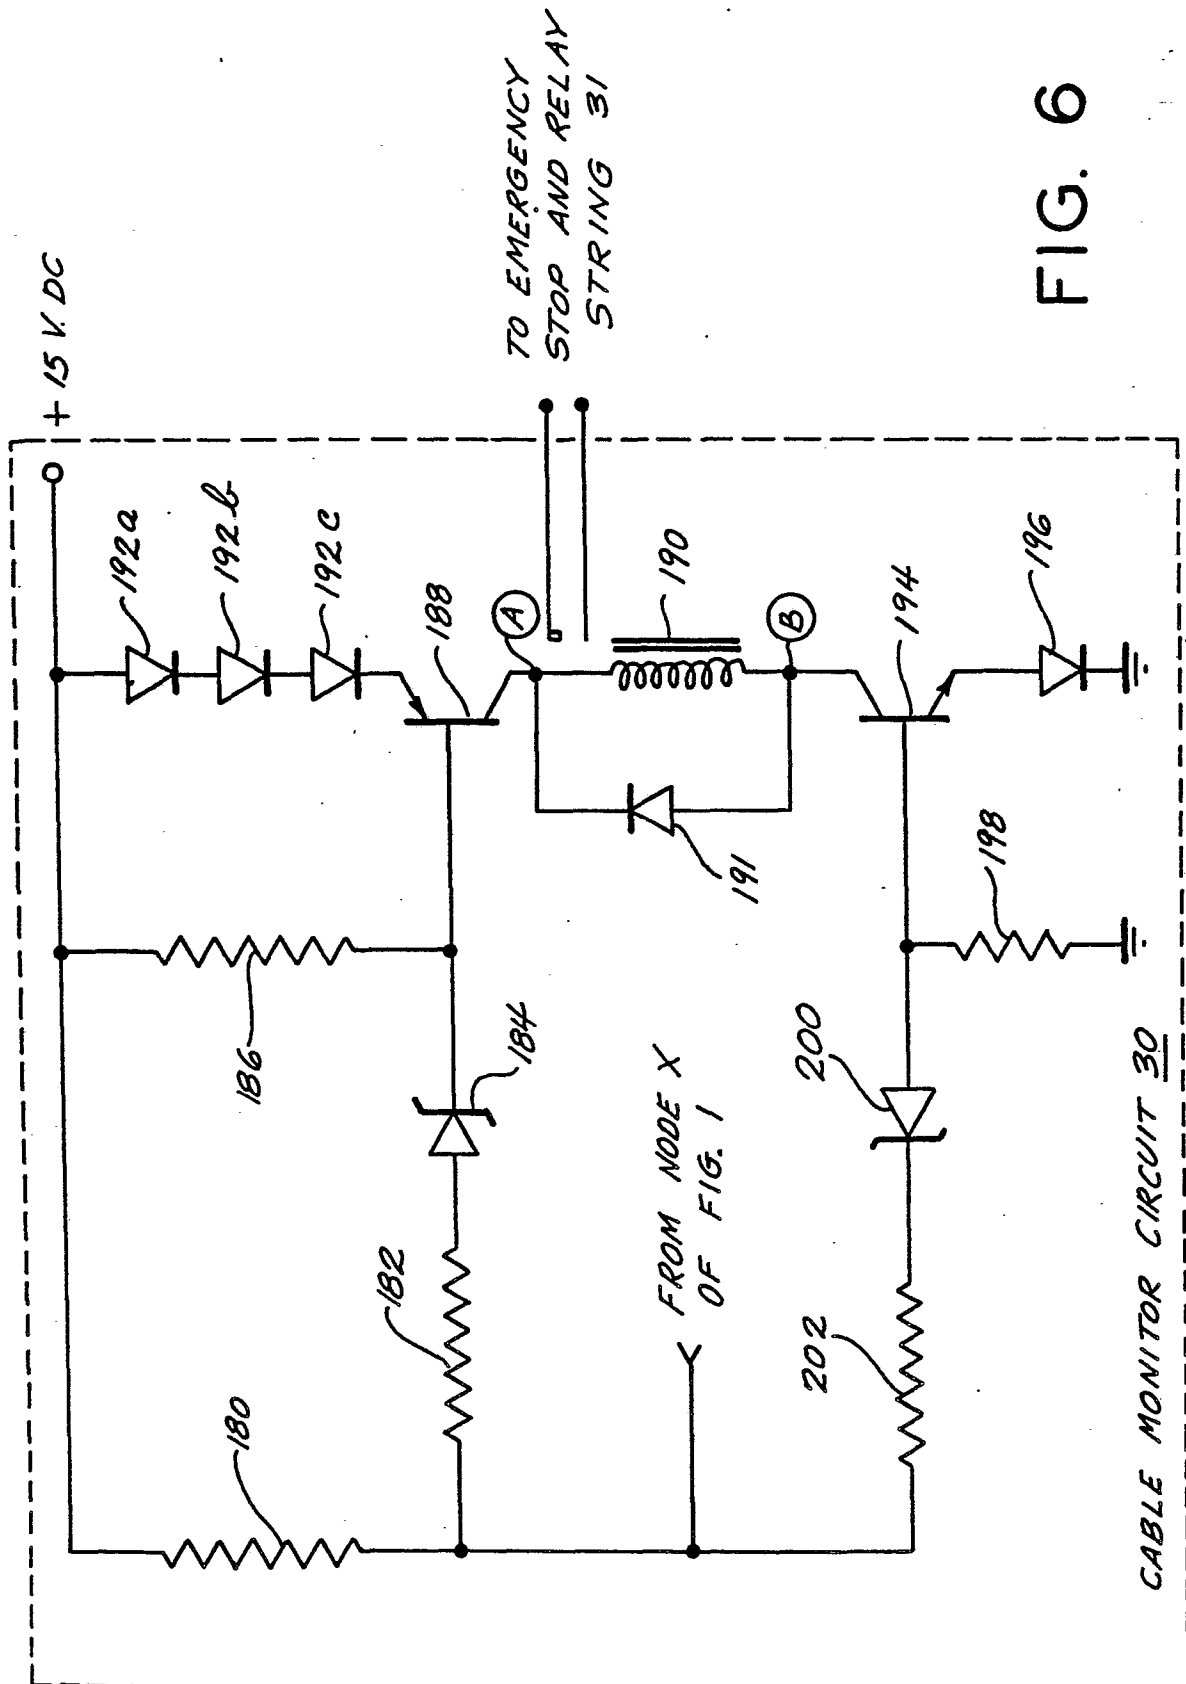 + 15 V. DC
192a
192b
192c
188
A
TO EMERGENCY
STOP AND RELAY
STRING 31
190
B
194
196
191
198
186
184
FROM NODE X
OF FIG. 1
200
182
202
180
CABLE MONITOR CIRCUIT 30
FIG. 6